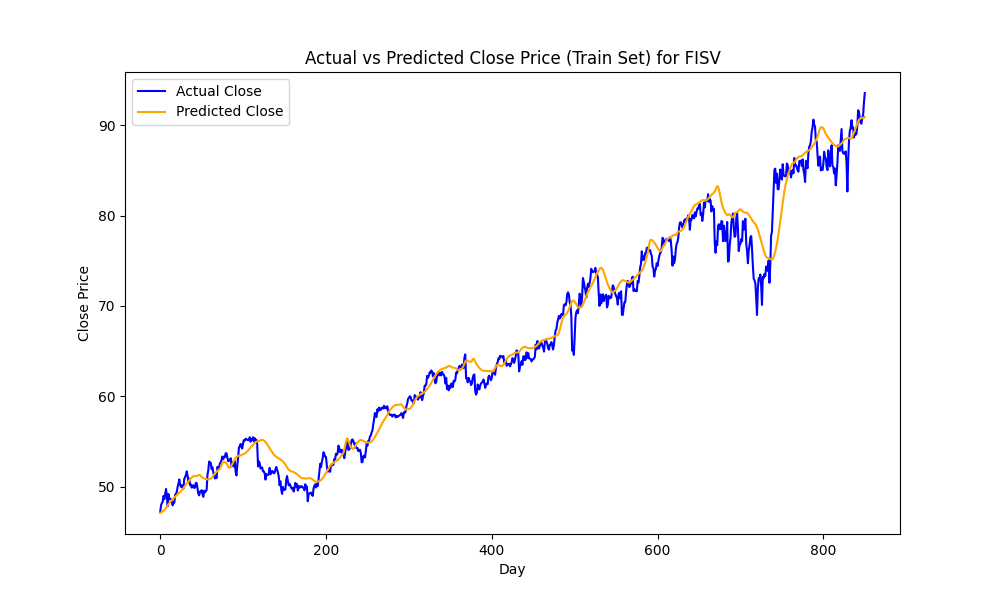 Actual vs Predicted Close Price (Train Set) for FISV
Actual Close
Predicted Close
Close Price
90
80
70
60
50
0 200 400 600 800
Day